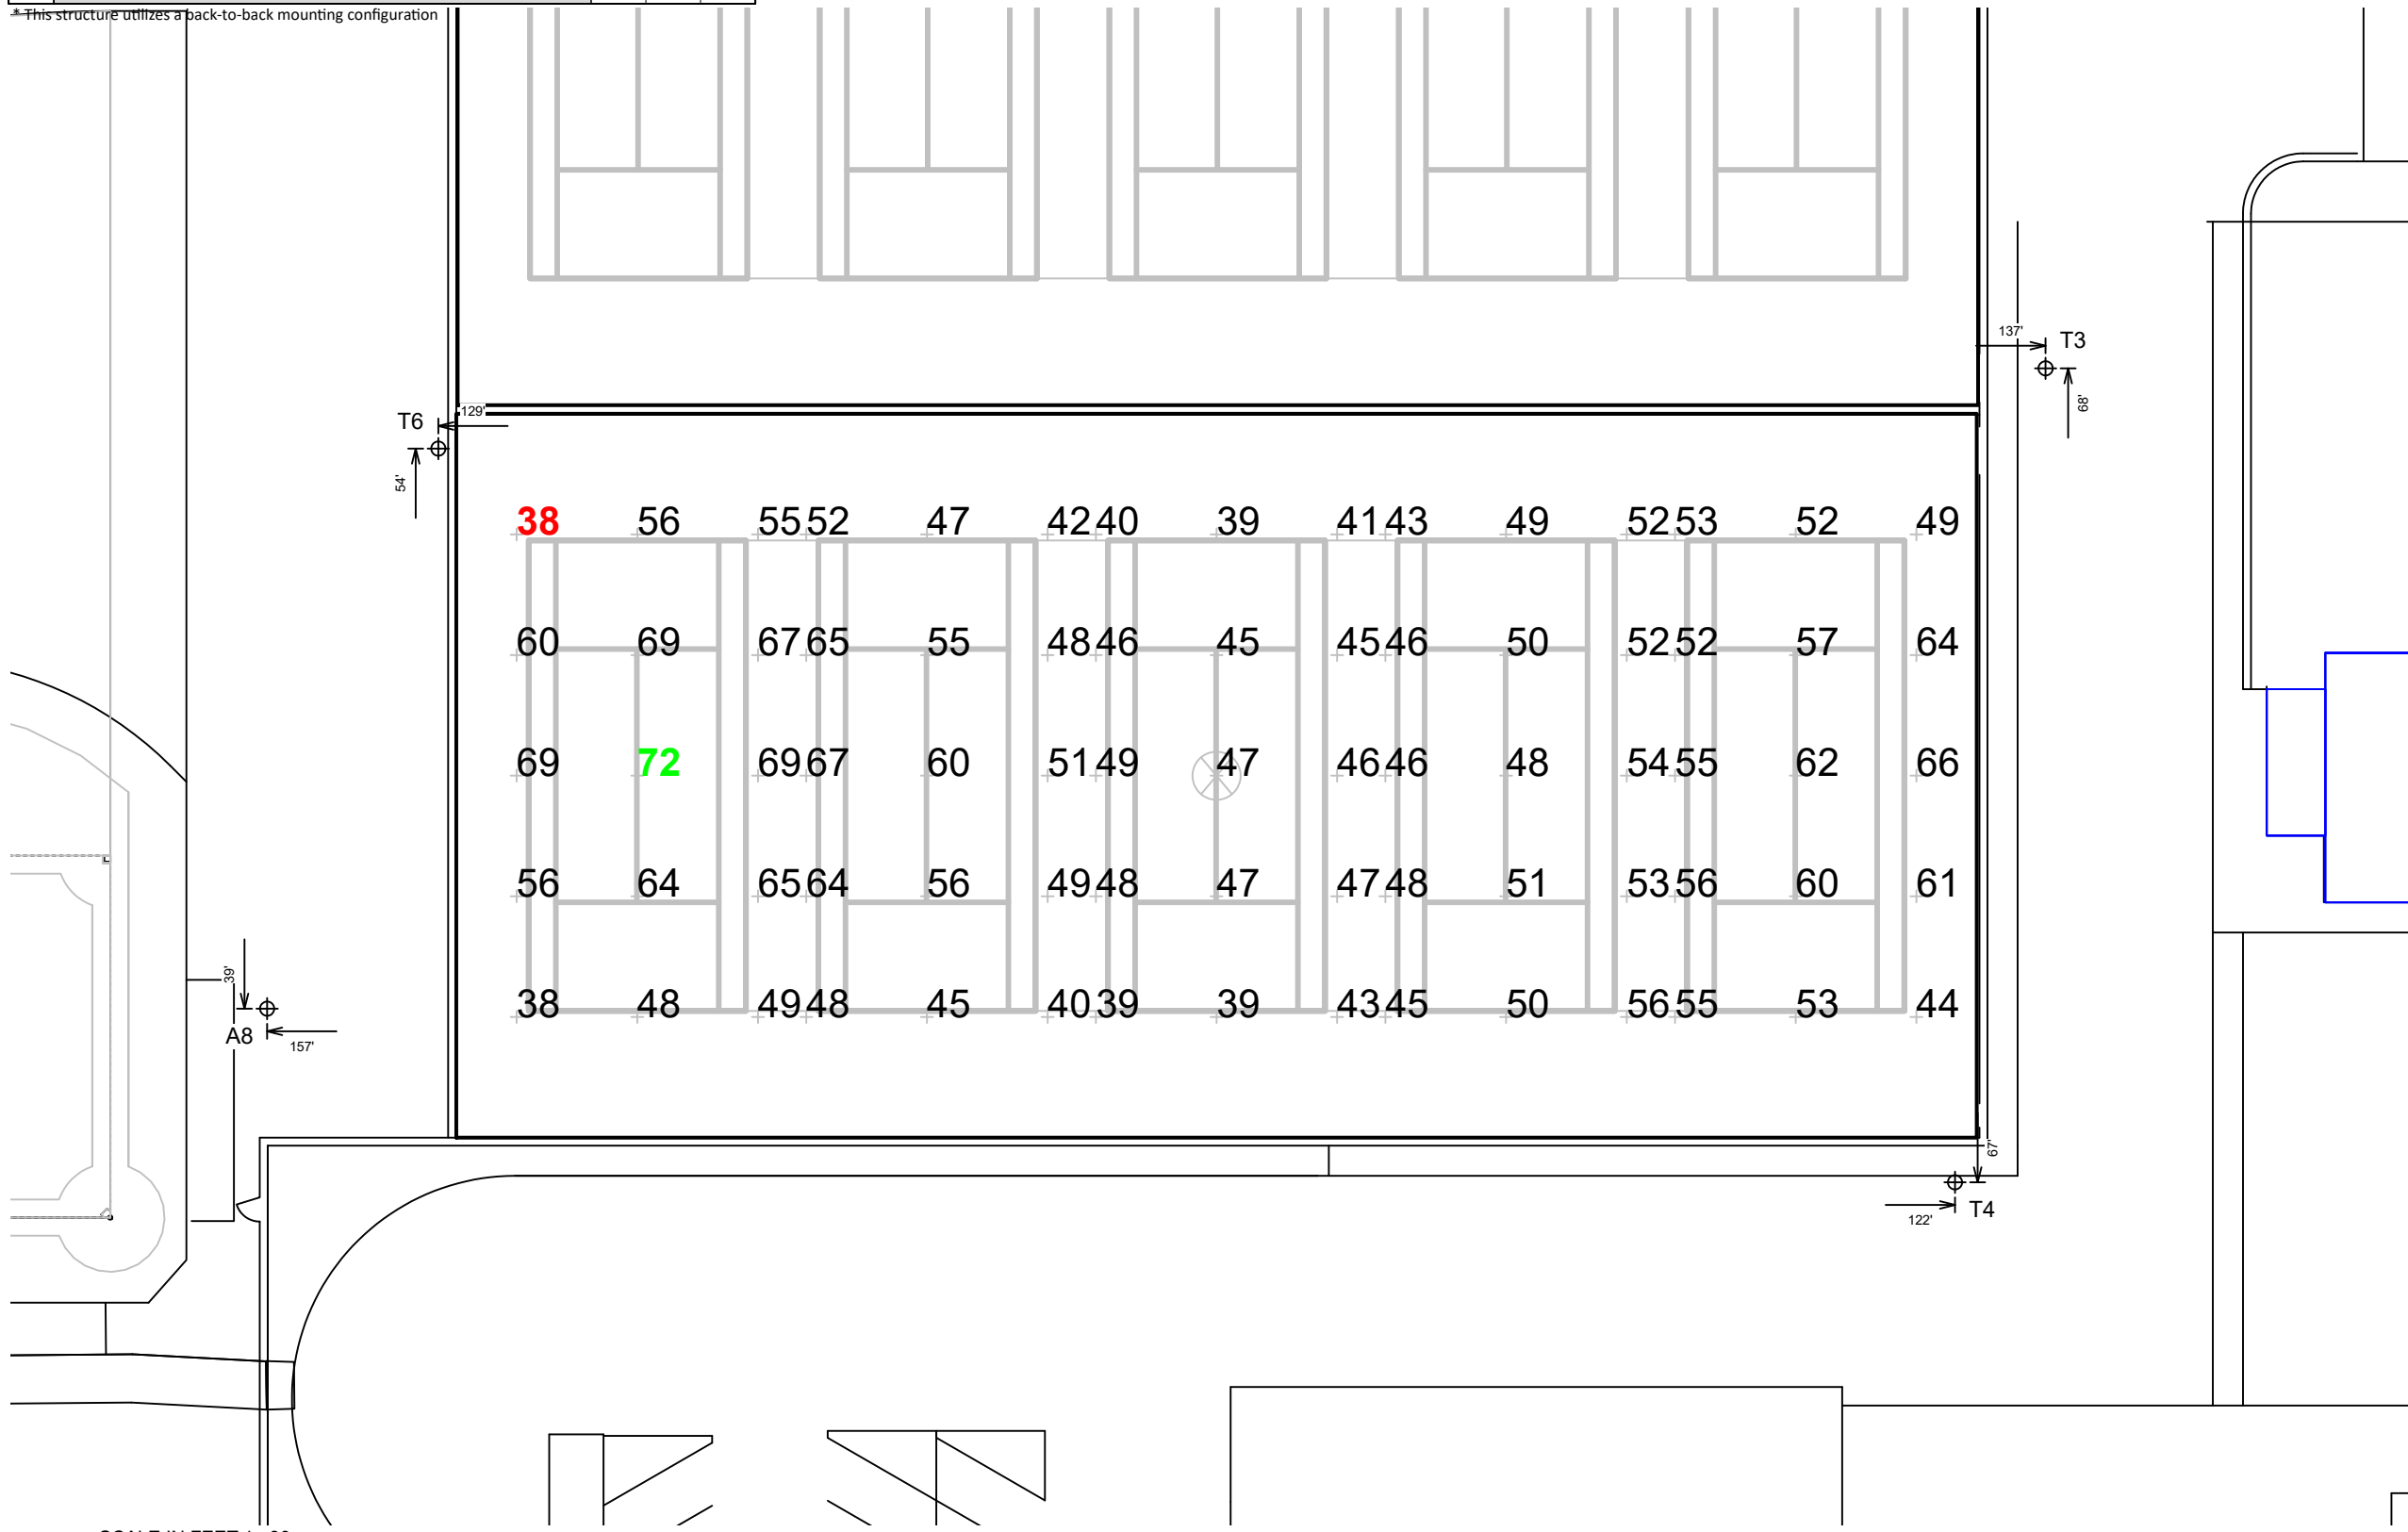 * This structure utilizes a back-to-back mounting configuration
137'
T3
68'
T6
129'
54'
38 56 55 52 47 42 40 39 41 43 49 52 53 52 49
60 69 67 65 55 48 46 45 45 46 50 52 52 57 64
69 72 69 67 60 51 49 47 46 46 48 54 55 62 66
56 64 65 64 56 49 48 47 47 48 51 53 56 60 61
38 48 49 48 45 40 39 39 43 45 50 56 55 53 44
39'
A8
157'
67'
122'
T4